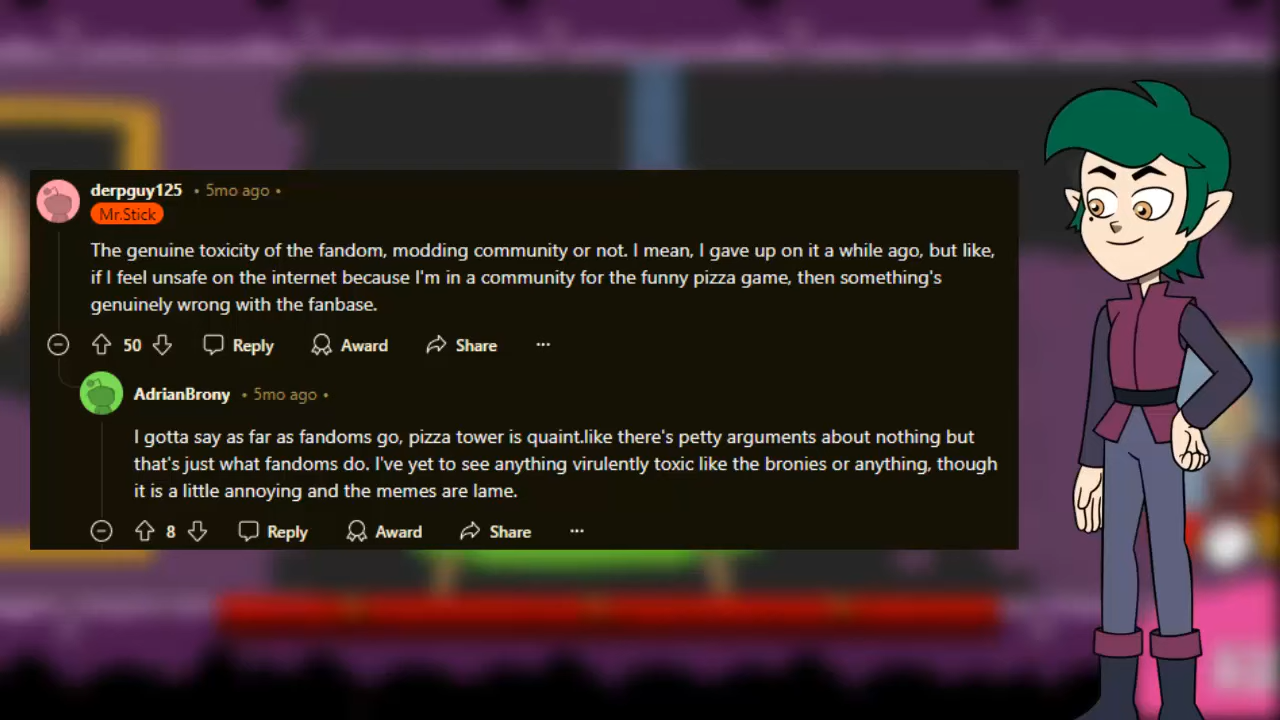 derpguy125 • 5mo ago •
Mr.Stick
The genuine toxicity of the fandom, modding community or not. I mean, I gave up on it a while ago, but like,
if I feel unsafe on the internet because I'm in a community for the funny pizza game, then something's
genuinely wrong with the fanbase.
50 Reply Award Share ...
AdrianBrony • 5mo ago •
I gotta say as far as fandoms go, pizza tower is quaint.like there's petty arguments about nothing but
that's just what fandoms do. I've yet to see anything virulently toxic like the bronies or anything, though
it is a little annoying and the memes are lame.
8 Reply Award Share ...